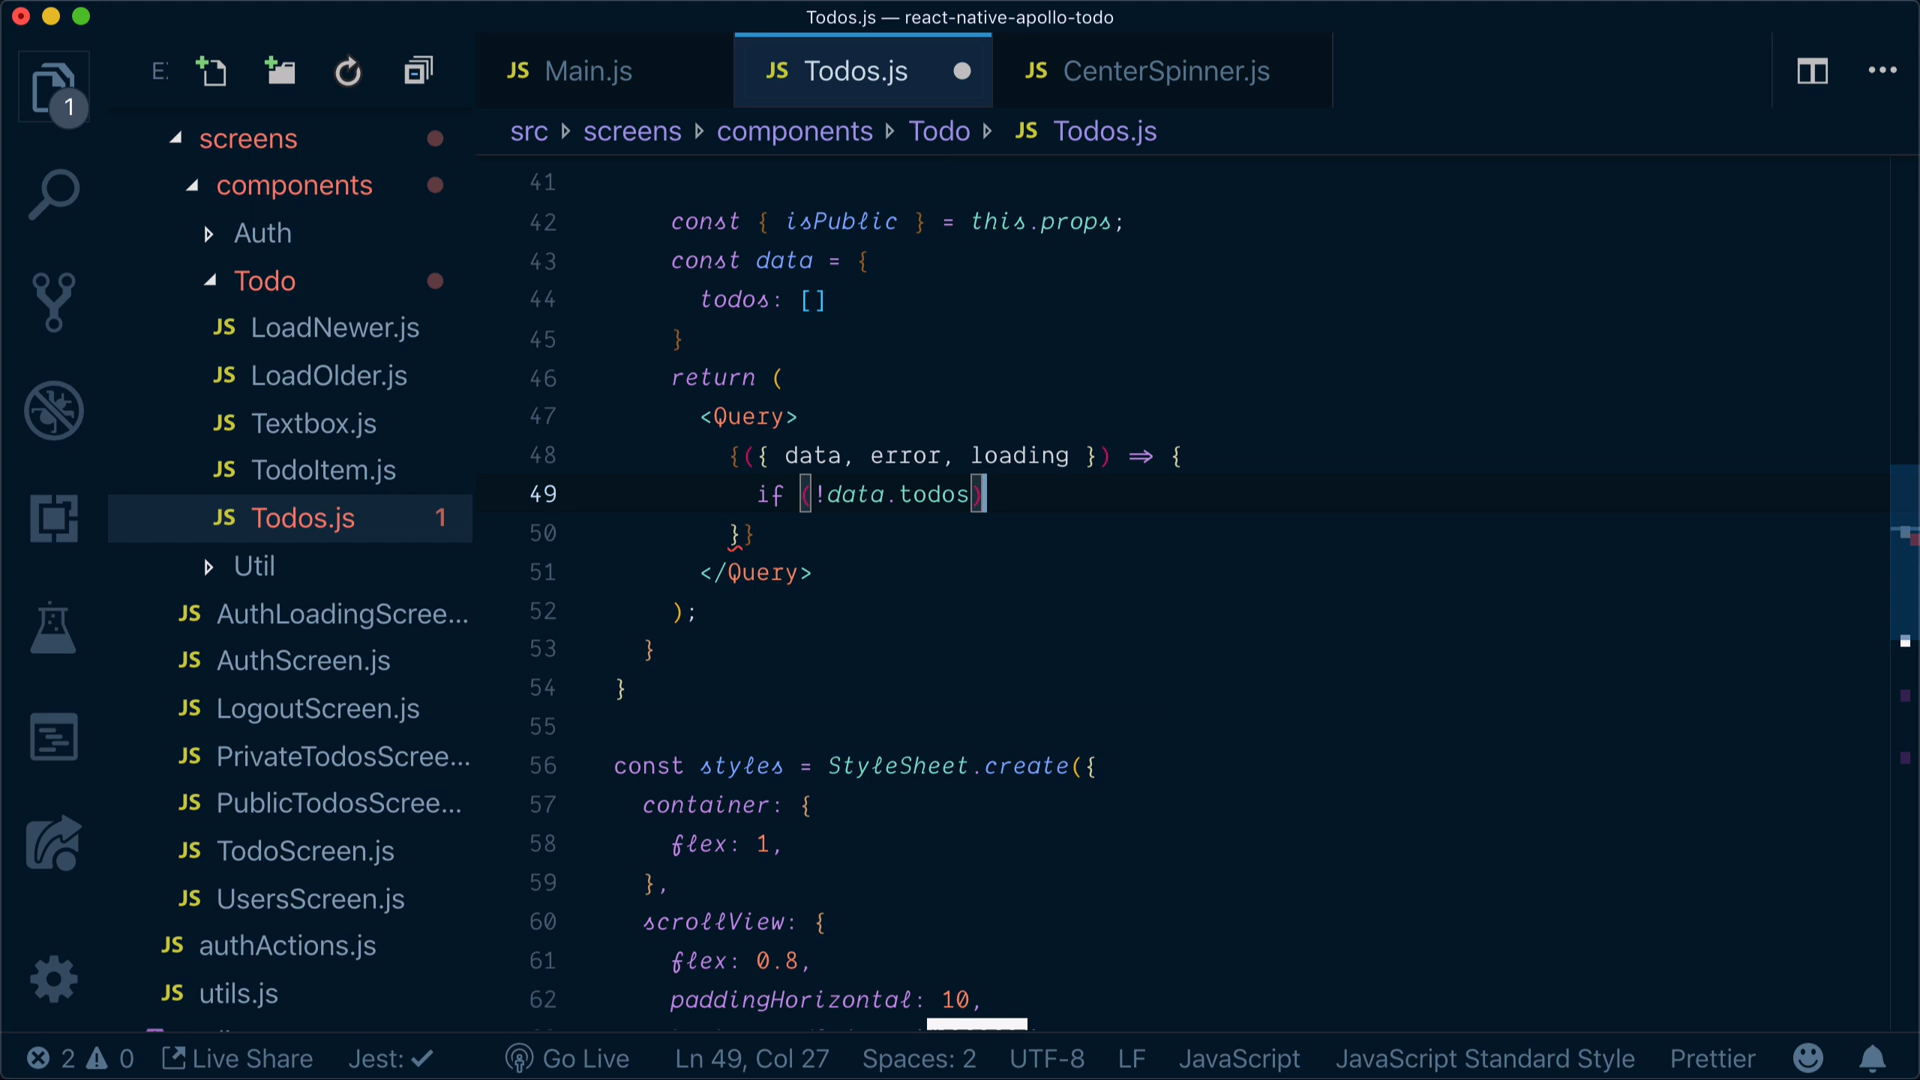 Todos.js — react-native-apollo-todo
1
E:
JS Main.js
JS Todos.js
JS CenterSpinner.js
src components screens
screens
components
Auth
Todo
JS LoadNewer.js
JS LoadOlder.js
JS Textbox.js
JS TodoItem.js
JS Todos.js 1
Util
JS AuthLoadingScree...
JS AuthScreen.js
JS LogoutScreen.js
JS PrivateTodosScree...
JS PublicTodosScree...
JS TodoScreen.js
JS UsersScreen.js
JS authActions.js
JS utils.js
src screens components Todo JS Todos.js
41
42 const { isPublic } = this.props;
43 const data = {
44 todos: []
45 }
46 return (
47 <Query>
48 {({ data, error, loading }) => {
49 if (!data.todos)
50 }}
51 </Query>
52 );
53 }
54 }
55
56 const styles = StyleSheet.create({
57 container: {
58 flex: 1,
59 },
60 scrollView: {
61 flex: 0.8,
62 paddingHorizontal: 10,
2 0 Live Share Jest: ✓ Go Live Ln 49, Col 27 Spaces: 2 UTF-8 LF JavaScript JavaScript Standard Style Prettier